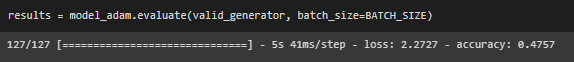 results = model_adam.evaluate(valid_generator, batch_size=BATCH_SIZE)
127/127 [==============================] - 5s 41ms/step - loss: 2.2727 - accuracy: 0.4757